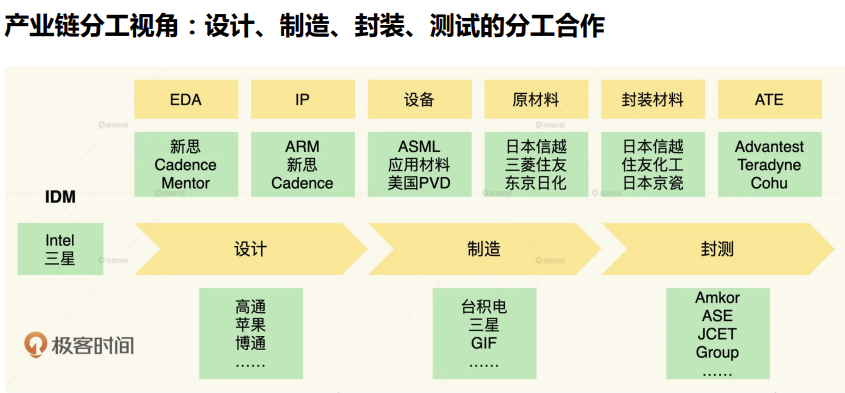 产业链分工视角：设计、制造、封装、测试的分工合作
EDA
IP
设备
原材料
封装材料
ATE
新思
Cadence
Mentor
ARM
新思
Cadence
ASML
应用材料
美国PVD
日本信越
三菱住友
东京日化
日本信越
住友化工
日本京瓷
Advantest
Teradyne
Cohu
IDM
Intel
三星
设计
制造
封测
高通
苹果
博通
……
台积电
三星
GIF
……
Amkor
ASE
JCET
Group
……
极客时间